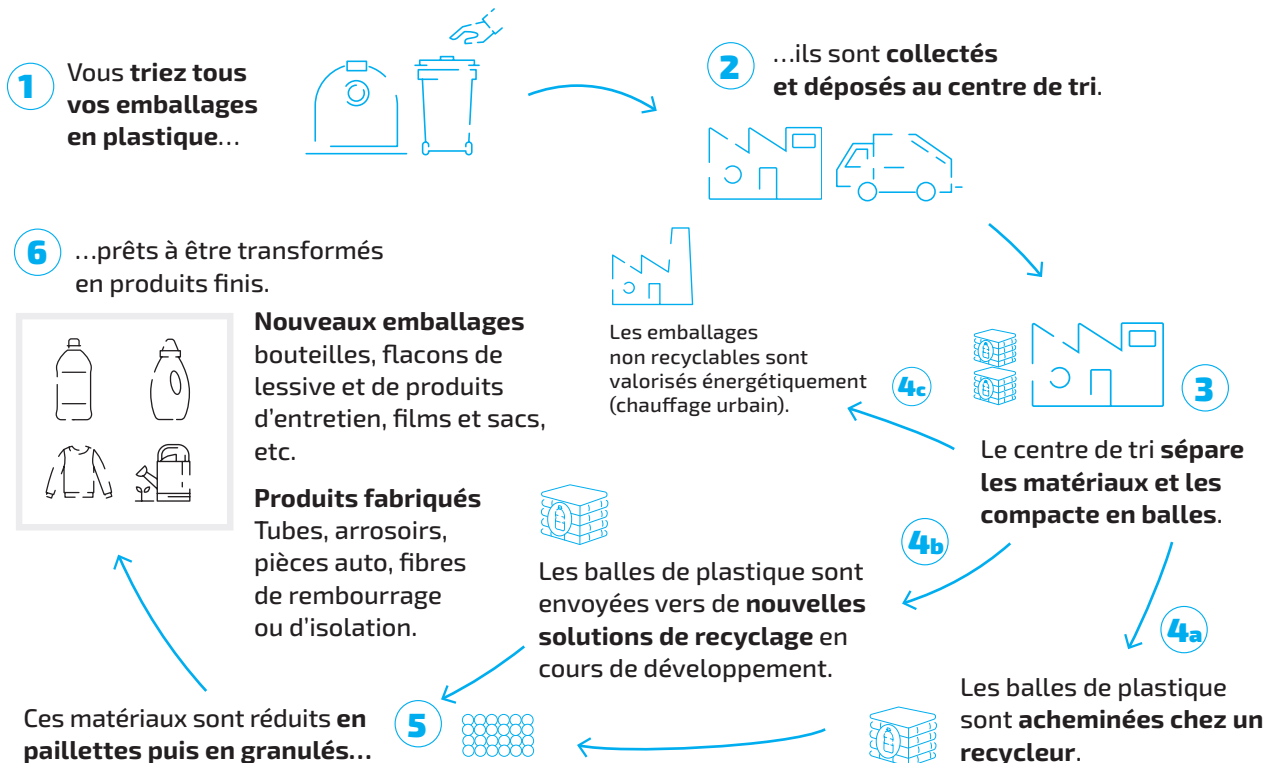 1
Vous triez tous
vos emballages
en plastique…
2
…ils sont collectés
et déposés au centre de tri.
3
Le centre de tri sépare
les matériaux et les
compacte en balles.
4a
Les balles de plastique
sont acheminées chez un
recycleur.
4b
Les balles de plastique sont
envoyées vers de nouvelles
solutions de recyclage en
cours de développement.
4c
Les emballages
non recyclables sont
valorisés énergétiquement
(chauffage urbain).
5
Ces matériaux sont réduits en
paillettes puis en granulés…
6
…prêts à être transformés
en produits finis.
Nouveaux emballages
bouteilles, flacons de
lessive et de produits
d'entretien, films et sacs,
etc.
Produits fabriqués
Tubes, arrosoirs,
pièces auto, fibres
de rembourrage
ou d'isolation.